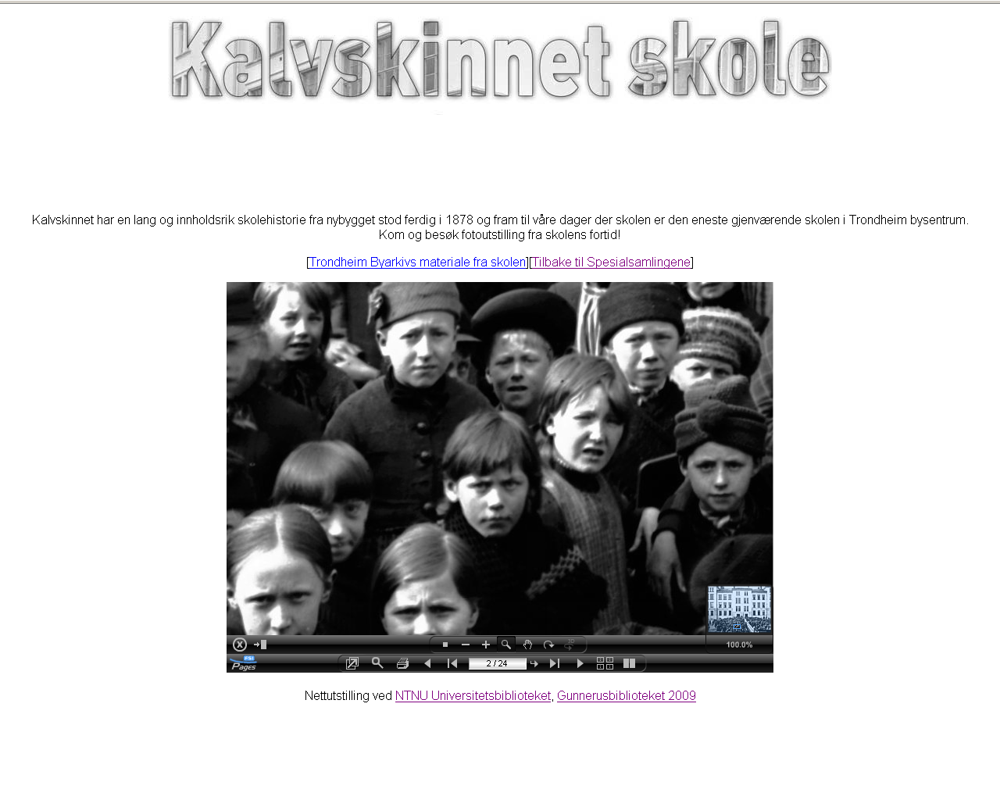 Kalvskinnet skole
Kalvskinnet har en lang og innholdsrik skolehistorie fra nybygget stod ferdig i 1878 og fram til våre dager der skolen er den eneste gjenværende skolen i Trondheim bysentrum.
Kom og besøk fotoutstilling fra skolens fortid!
[Trondheim Byarkivs materiale fra skolen][Tilbake til Spesialsamlingene]
3D
100.0%
FSI
Pages
2 / 24
Nettutstilling ved NTNU Universitetsbiblioteket, Gunnerusbiblioteket 2009